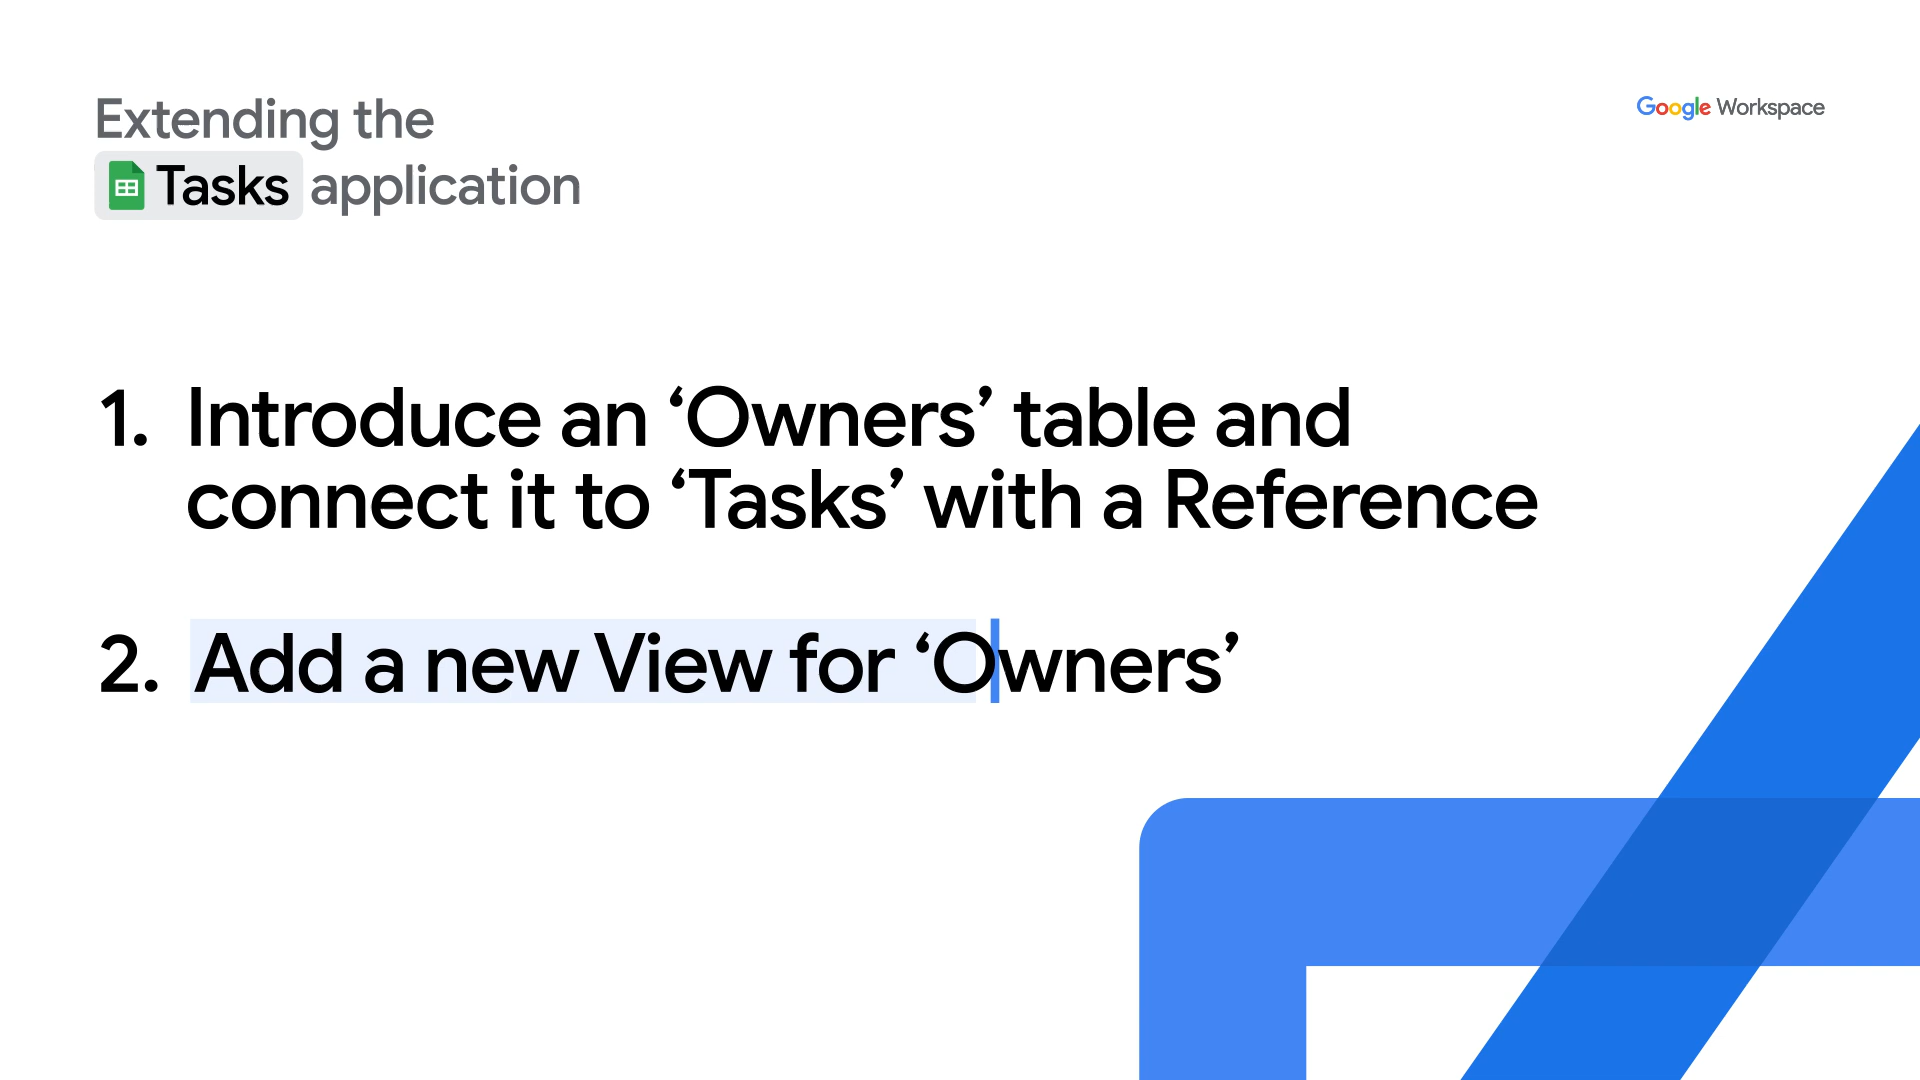 Extending the
Tasks application
Google Workspace
1. Introduce an ‘Owners’ table and
connect it to ‘Tasks’ with a Reference
2. Add a new View for ‘Owners’